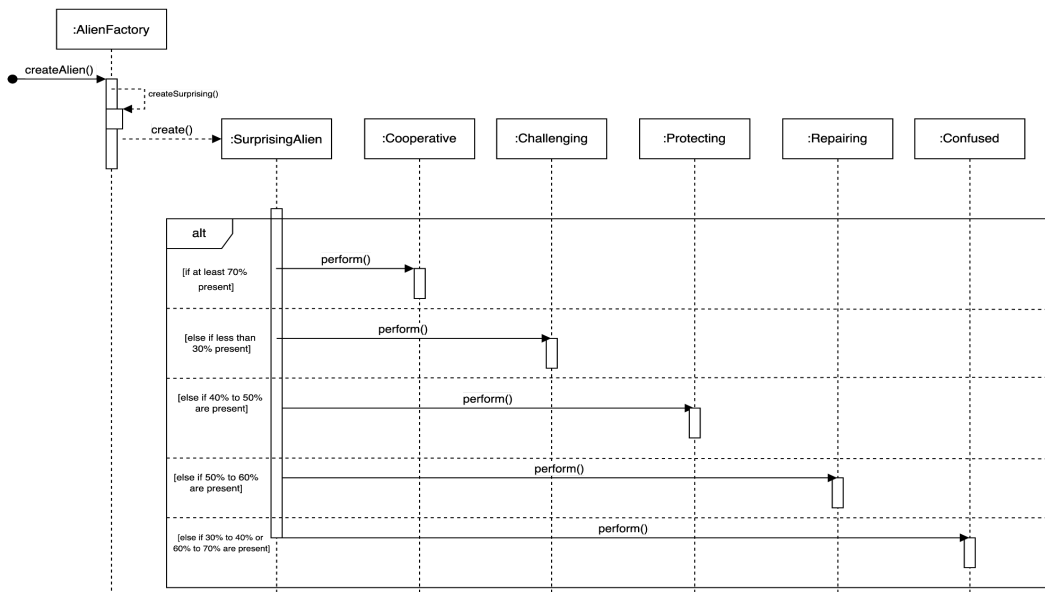 :AlienFactory
createAlien()
createSurprising()
create()
:SurprisingAlien
:Cooperative
:Challenging
:Protecting
:Repairing
:Confused
alt
[if at least 70%
present]
perform()
[else if less than
30% present]
perform()
[else if 40% to 50%
are present]
perform()
[else if 50% to 60%
are present]
perform()
[else if 30% to 40% or
60% to 70% are present]
perform()